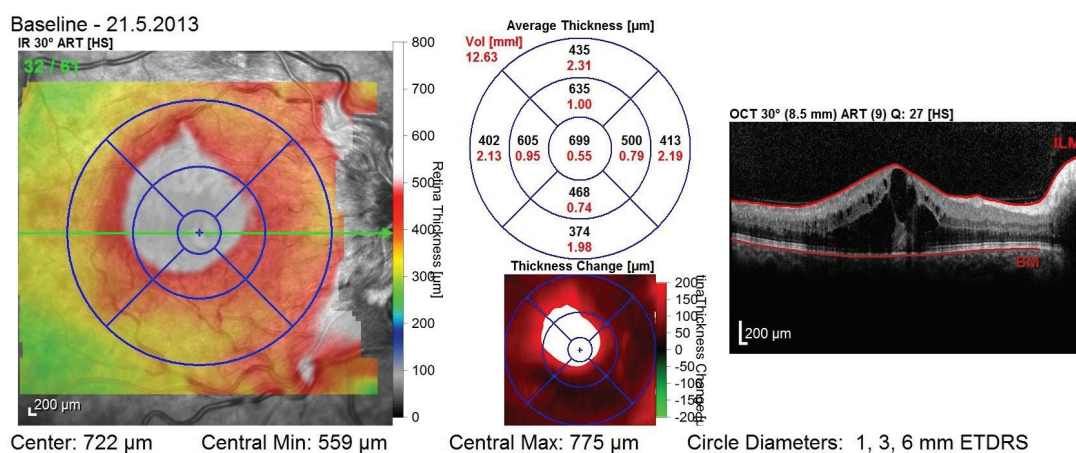 Baseline - 21.5.2013
IR 30° ART [HS]
32 / 61
800
700
600
500
400
300
200
100
0
Retina Thickness [µm]
200 µm
Average Thickness [µm]
Vol [mm³]
12.63
435
2.31
635
1.00
402 605 699 500 413
2.13 0.95 0.55 0.79 2.19
468
0.74
374
1.98
Thickness Change [µm]
200
150
100
50
0
-50
-100
-150
-200
OCT 30° (8.5 mm) ART (9) Q: 27 [HS]
ILM
BM
200 µm
Center: 722 µm Central Min: 559 µm Central Max: 775 µm Circle Diameters: 1, 3, 6 mm ETDRS